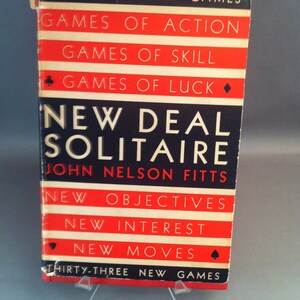 GAMES
GAMES OF ACTION
GAMES OF SKILL
GAMES OF LUCK
NEW DEAL
SOLITAIRE
JOHN NELSON FITTS
NEW OBJECTIVES
NEW INTEREST
NEW MOVES
THIRTY-THREE NEW GAMES